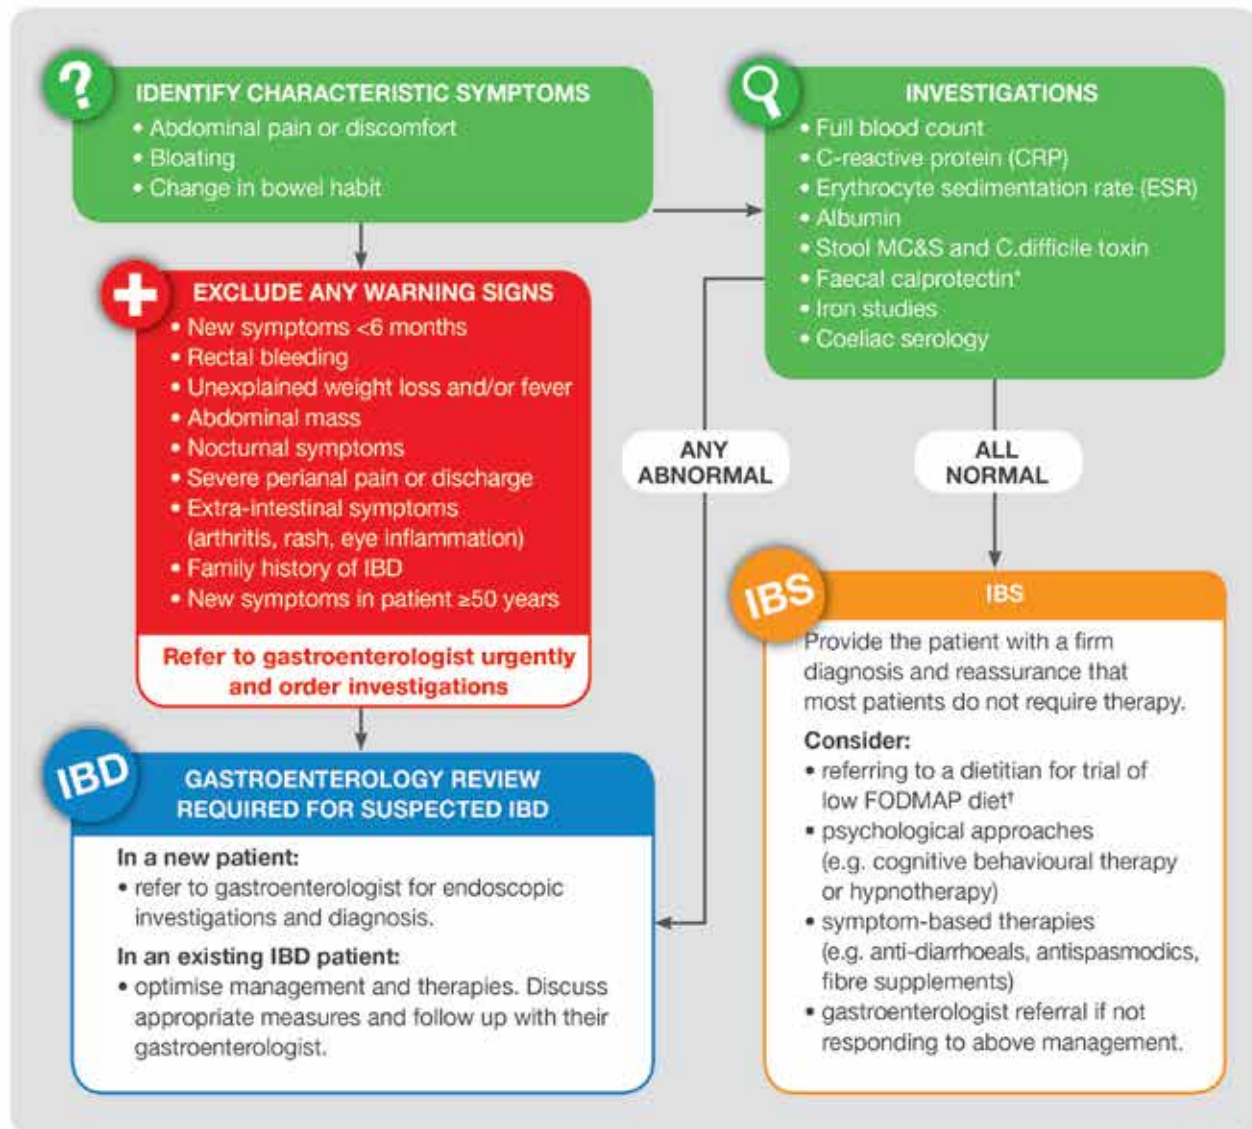 ?
IDENTIFY CHARACTERISTIC SYMPTOMS
• Abdominal pain or discomfort
• Bloating
• Change in bowel habit
INVESTIGATIONS
• Full blood count
• C-reactive protein (CRP)
• Erythrocyte sedimentation rate (ESR)
• Albumin
• Stool MC&S and C.difficile toxin
• Faecal calprotectin*
• Iron studies
• Coeliac serology
EXCLUDE ANY WARNING SIGNS
• New symptoms <6 months
• Rectal bleeding
• Unexplained weight loss and/or fever
• Abdominal mass
• Nocturnal symptoms
• Severe perianal pain or discharge
• Extra-intestinal symptoms
(arthritis, rash, eye inflammation)
• Family history of IBD
• New symptoms in patient ≥50 years
Refer to gastroenterologist urgently
and order investigations
ANY
ABNORMAL
ALL
NORMAL
IBD
GASTROENTEROLOGY REVIEW
REQUIRED FOR SUSPECTED IBD
In a new patient:
• refer to gastroenterologist for endoscopic
investigations and diagnosis.
In an existing IBD patient:
• optimise management and therapies. Discuss
appropriate measures and follow up with their
gastroenterologist.
IBS
IBS
Provide the patient with a firm
diagnosis and reassurance that
most patients do not require therapy.
Consider:
• referring to a dietitian for trial of
low FODMAP diet†
• psychological approaches
(e.g. cognitive behavioural therapy
or hypnotherapy)
• symptom-based therapies
(e.g. anti-diarrhoeals, antispasmodics,
fibre supplements)
• gastroenterologist referral if not
responding to above management.